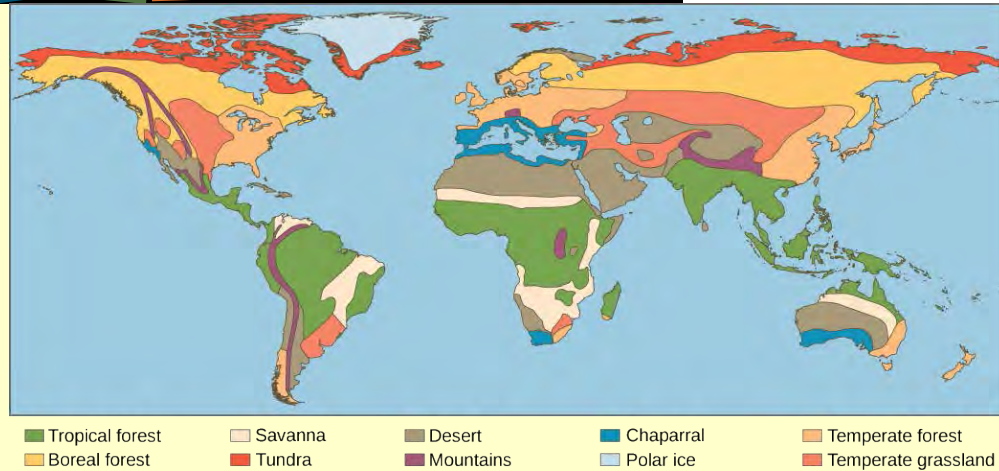 Tropical forest Savanna Desert Chaparral Temperate forest
Boreal forest Tundra Mountains Polar ice Temperate grassland